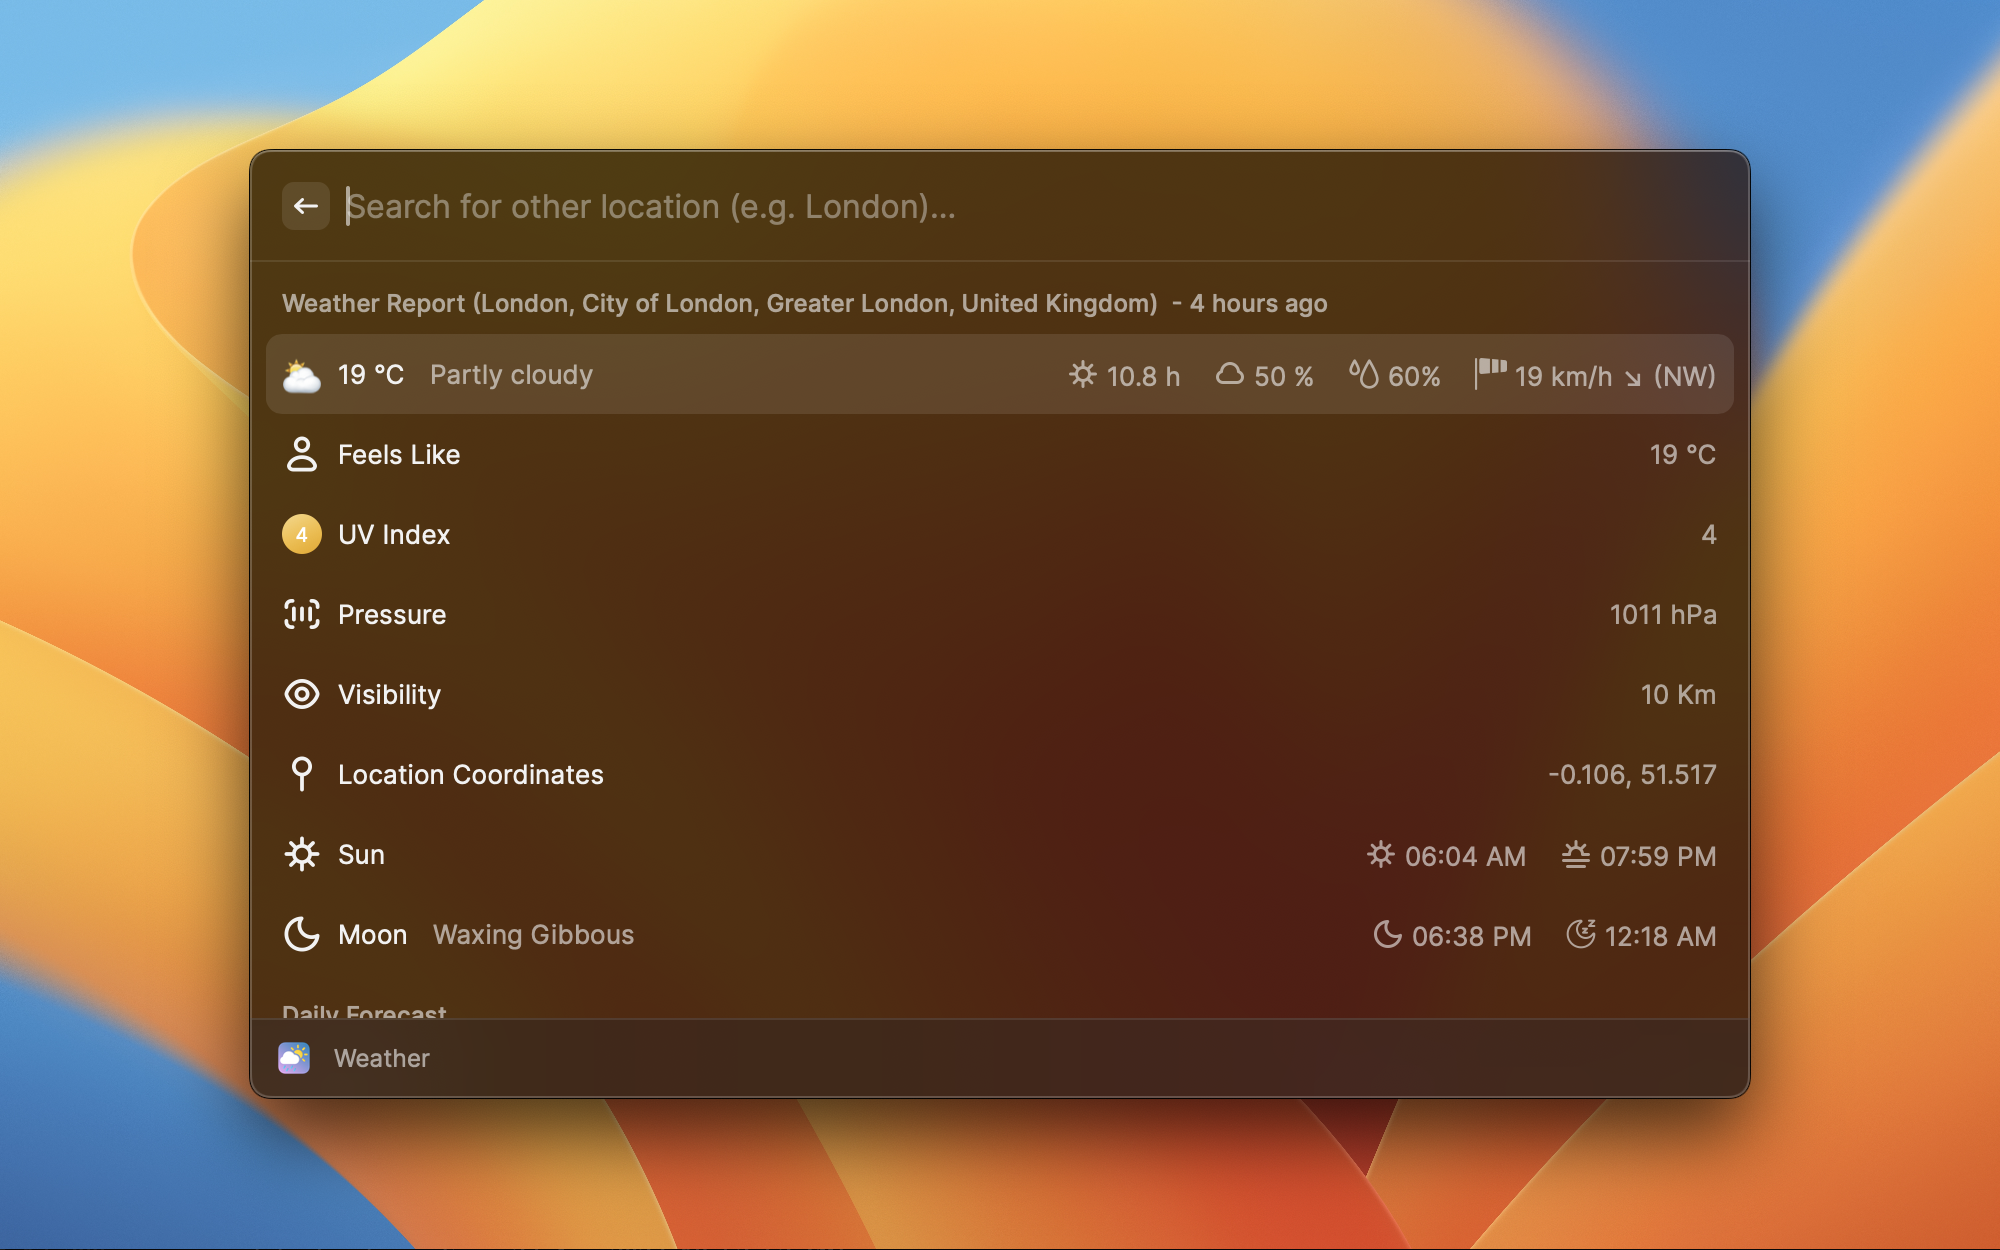 Search for other location (e.g. London)...
Weather Report (London, City of London, Greater London, United Kingdom) - 4 hours ago
19 °C Partly cloudy 10.8 h 50 % 60% 19 km/h ↘ (NW)
Feels Like 19 °C
4 UV Index 4
Pressure 1011 hPa
Visibility 10 Km
Location Coordinates -0.106, 51.517
Sun 06:04 AM 07:59 PM
Moon Waxing Gibbous 06:38 PM 12:18 AM
Daily Forecast
Weather